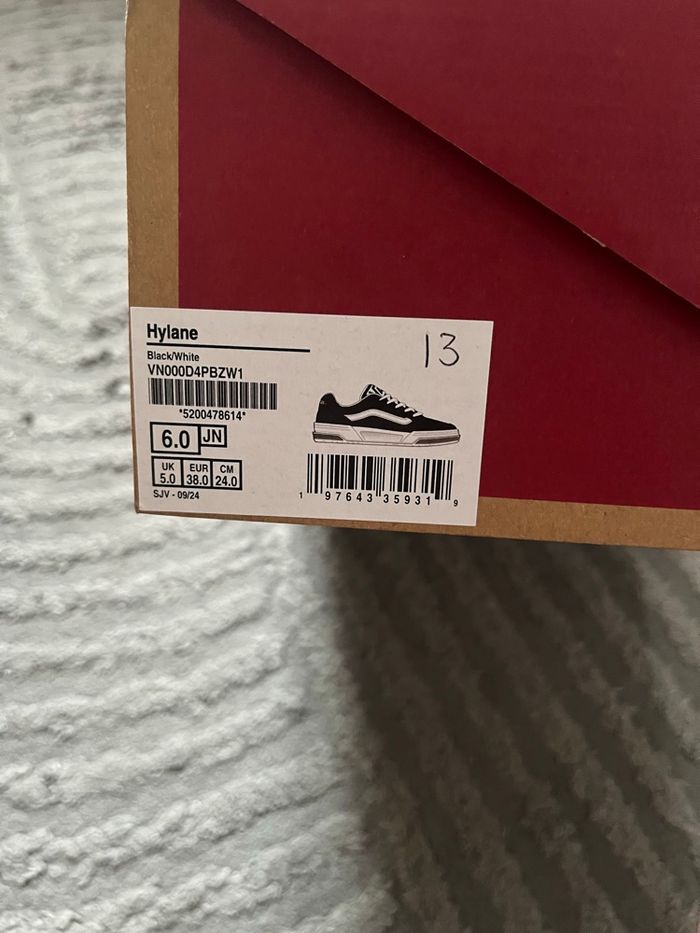 Hylane
13
Black/White
VN000D4PBZW1
*5200478614*
6.0 JN
UK EUR CM
5.0 38.0 24.0
SJV - 09/24
1 97643 35931 9